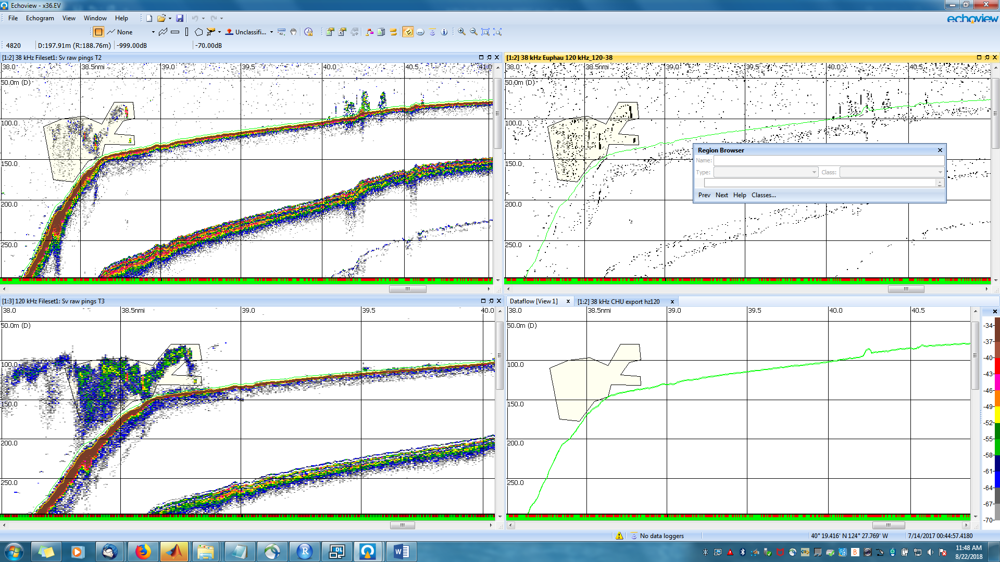 Echoview - x36.EV
File Echogram View Window Help
echoview
None Unclassifi...
4820 D:197.91m (R:188.76m) -999.00dB -70.00dB
[1:2] 38 kHz Fileset1: Sv raw pings T2
38.0 38.5nmi 39.0 39.5 40.0 40.5 41.0
50.0m (D)
100.0
150.0
200.0
250.0
[1:2] 38 kHz Euphau 120 kHz_120-38
38.0 38.5nmi 39.0 39.5 40.0 40.5
50.0m (D)
100.0
150.0
200.0
250.0
Region Browser
Name:
Type: Class:
Prev Next Help Classes...
[1:3] 120 kHz Fileset1: Sv raw pings T3
38.0 38.5nmi 39.0 39.5 40.0
50.0m (D)
100.0
150.0
200.0
250.0
Dataflow [View 1] [1:2] 38 kHz CHU export hz120
38.0 38.5nmi 39.0 39.5 40.0 40.5
50.0m (D)
100.0
150.0
200.0
250.0
-34
-37
-40
-43
-46
-49
-52
-55
-58
-61
-64
-67
-70
No data loggers 40° 19.416' N 124° 27.769' W 7/14/2017 00:44:57.4180
11:48 AM
8/22/2018